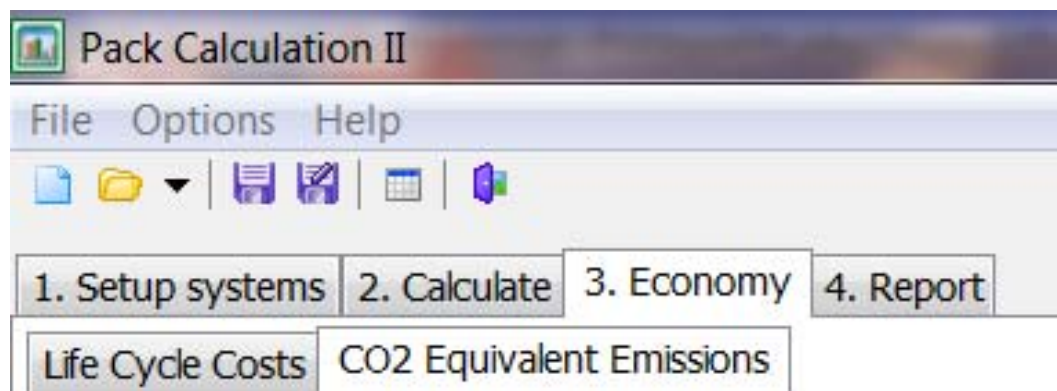 Pack Calculation II
File Options Help
1. Setup systems 2. Calculate 3. Economy 4. Report
Life Cycle Costs CO2 Equivalent Emissions